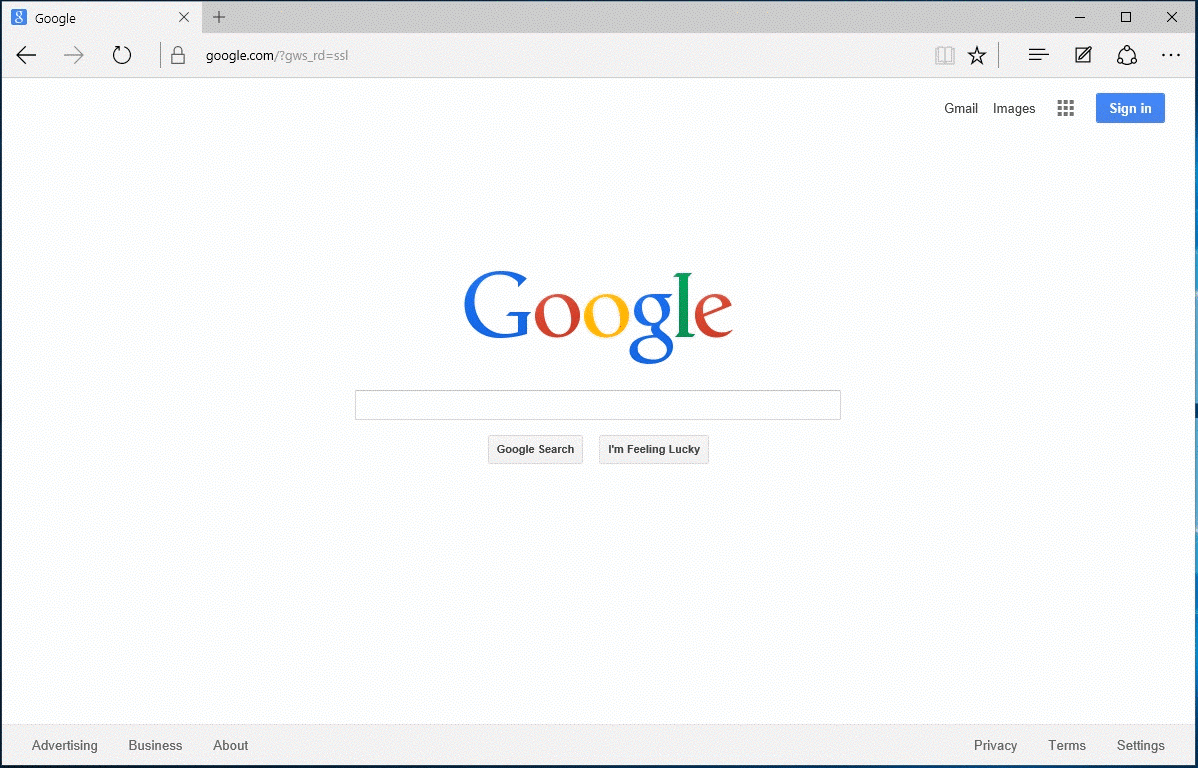 Google
google.com/?gws_rd=ssl
Gmail Images Sign in
Google
Google Search I'm Feeling Lucky
Advertising Business About Privacy Terms Settings